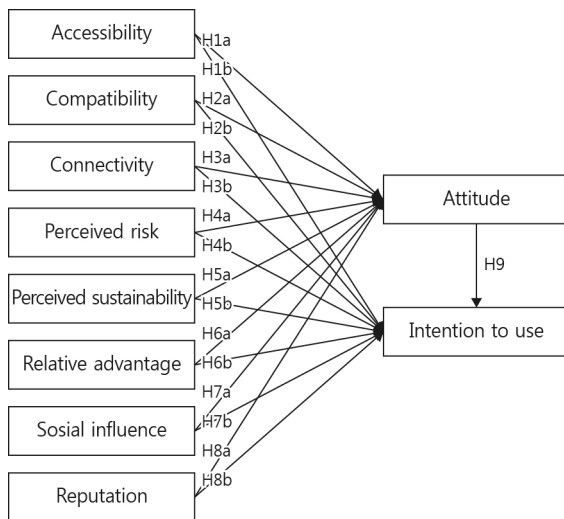 Accessibility
H1a
H1b
Compatibility
H2a
H2b
Connectivity
H3a
H3b
Attitude
Perceived risk
H4a
H4b
H9
Perceived sustainability
H5a
H5b
Intention to use
Relative advantage
H6a
H6b
H7a
Sosial influence
H7b
H8a
Reputation
H8b